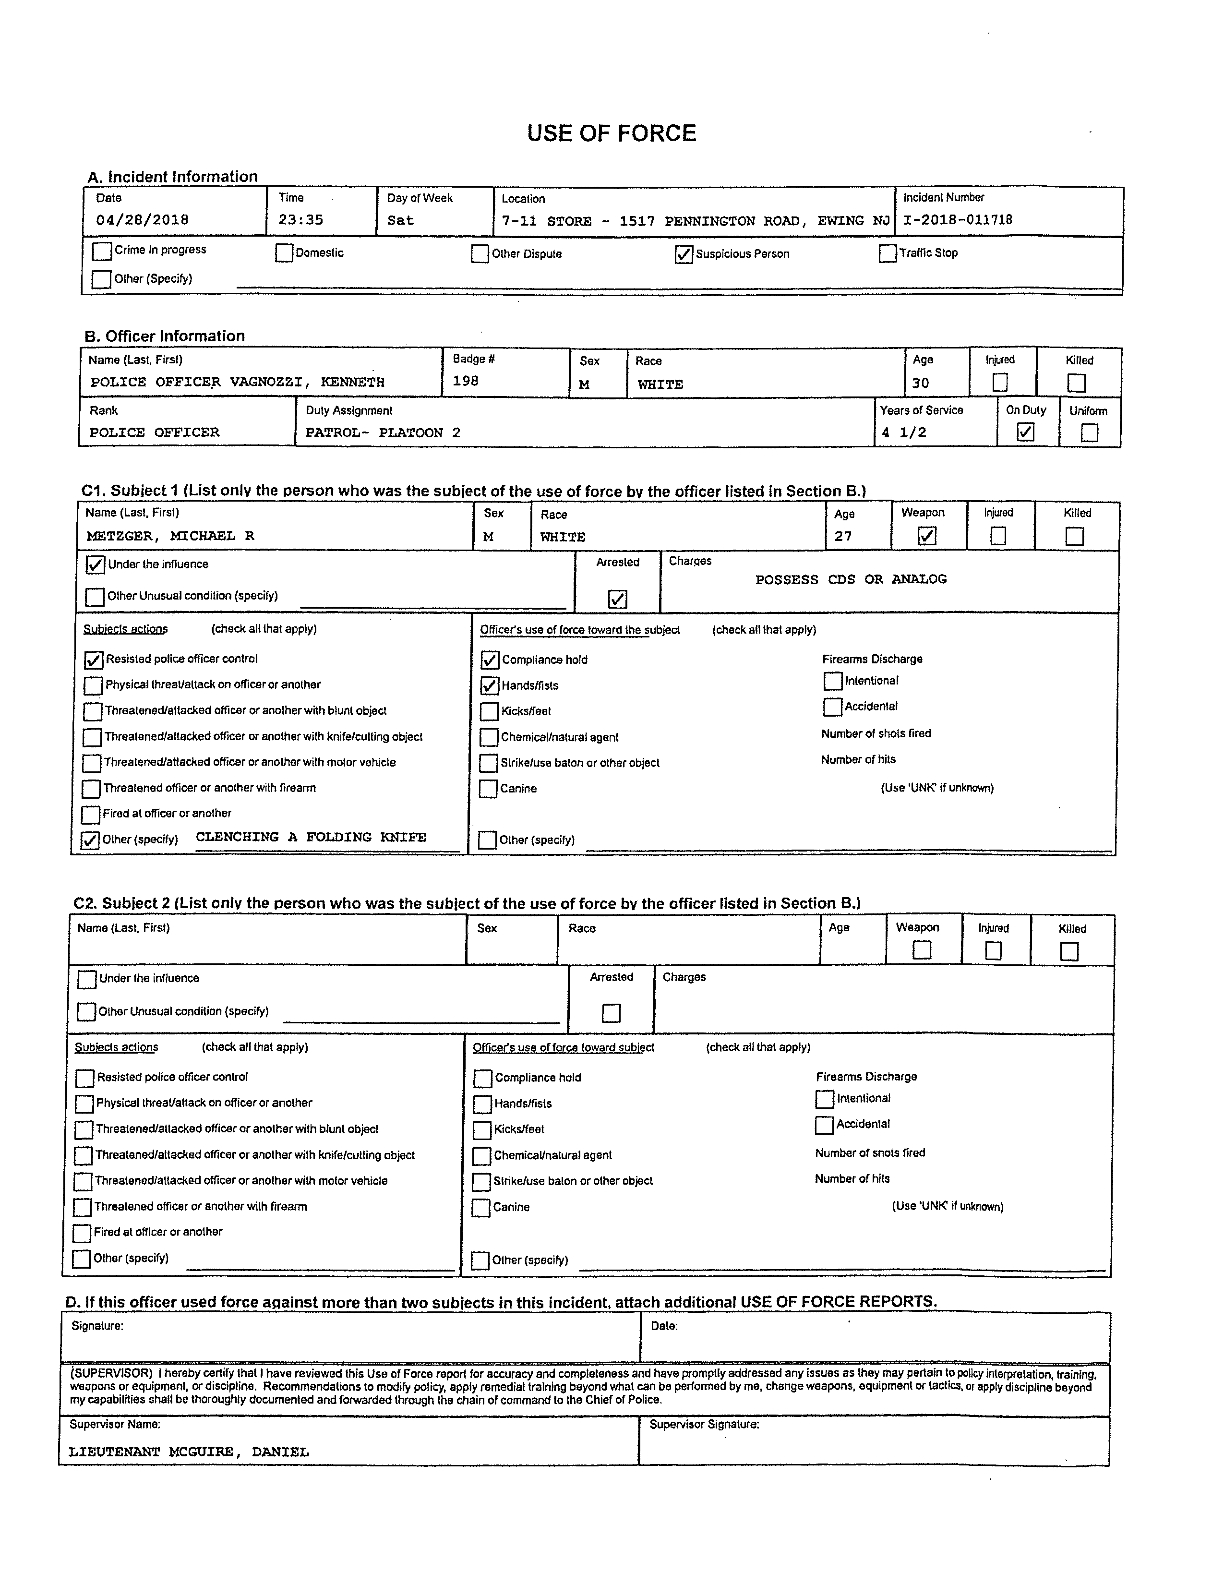 USE OF FORCE
A. Incident Information
Date Time Day of Week Location Incident Number
04/28/2018 23:35 Sat 7-11 STORE - 1517 PENNINGTON ROAD, EWING NJ I-2018-011718
Crime in progress Domestic Other Dispute Suspicious Person Traffic Stop
Other (Specify)
B. Officer Information
Name (Last, First) Badge # Sex Race Age Injured Killed
POLICE OFFICER VAGNOZZI, KENNETH 198 M WHITE 30
Rank Duty Assignment Years of Service On Duty Uniform
POLICE OFFICER PATROL- PLATOON 2 4 1/2
C1. Subject 1 (List only the person who was the subject of the use of force by the officer listed in Section B.)
Name (Last, First) Sex Race Age Weapon Injured Killed
METZGER, MICHAEL R M WHITE 27
Under the influence Arrested Charges
POSSESS CDS OR ANALOG
Other Unusual condition (specify)
Subjects actions (check all that apply) Officer's use of force toward the subject (check all that apply)
Resisted police officer control Compliance hold Firearms Discharge
Physical threat/attack on officer or another Hands/fists Intentional
Threatened/attacked officer or another with blunt object Kicks/feet Accidental
Threatened/attacked officer or another with knife/cutting object Chemical/natural agent Number of shots fired
Threatened/attacked officer or another with motor vehicle Strike/use baton or other object Number of hits
Threatened officer or another with firearm Canine (Use 'UNK' if unknown)
Fired at officer or another
Other (specify) CLENCHING A FOLDING KNIFE Other (specify)
C2. Subject 2 (List only the person who was the subject of the use of force by the officer listed in Section B.)
Name (Last, First) Sex Race Age Weapon Injured Killed
Under the influence Arrested Charges
Other Unusual condition (specify)
Subjects actions (check all that apply) Officer's use of force toward subject (check all that apply)
Resisted police officer control Compliance hold Firearms Discharge
Physical threat/attack on officer or another Hands/fists Intentional
Threatened/attacked officer or another with blunt object Kicks/feet Accidental
Threatened/attacked officer or another with knife/cutting object Chemical/natural agent Number of shots fired
Threatened/attacked officer or another with motor vehicle Strike/use baton or other object Number of hits
Threatened officer or another with firearm Canine (Use 'UNK' if unknown)
Fired at officer or another
Other (specify) Other (specify)
D. If this officer used force against more than two subjects in this incident, attach additional USE OF FORCE REPORTS.
Signature: Date:
(SUPERVISOR) I hereby certify that I have reviewed this Use of Force report for accuracy and completeness and have promptly addressed any issues as they may pertain to policy interpretation, training,
weapons or equipment, or discipline. Recommendations to modify policy, apply remedial training beyond what can be performed by me, change weapons, equipment or tactics, or apply discipline beyond
my capabilities shall be thoroughly documented and forwarded through the chain of command to the Chief of Police.
Supervisor Name: Supervisor Signature:
LIEUTENANT MCGUIRE, DANIEL